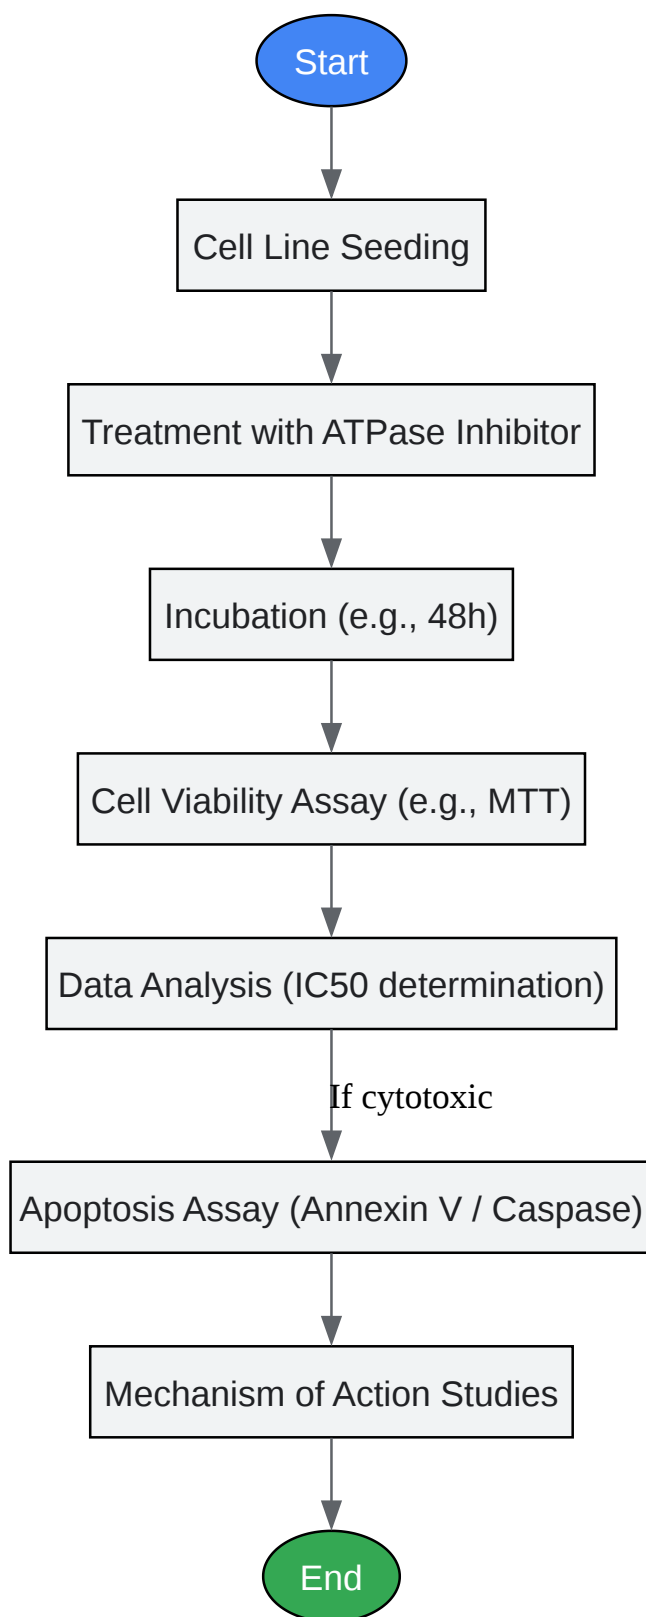 Start
Cell Line Seeding
Treatment with ATPase Inhibitor
Incubation (e.g., 48h)
Cell Viability Assay (e.g., MTT)
Data Analysis (IC50 determination)
If cytotoxic
Apoptosis Assay (Annexin V / Caspase)
Mechanism of Action Studies
End